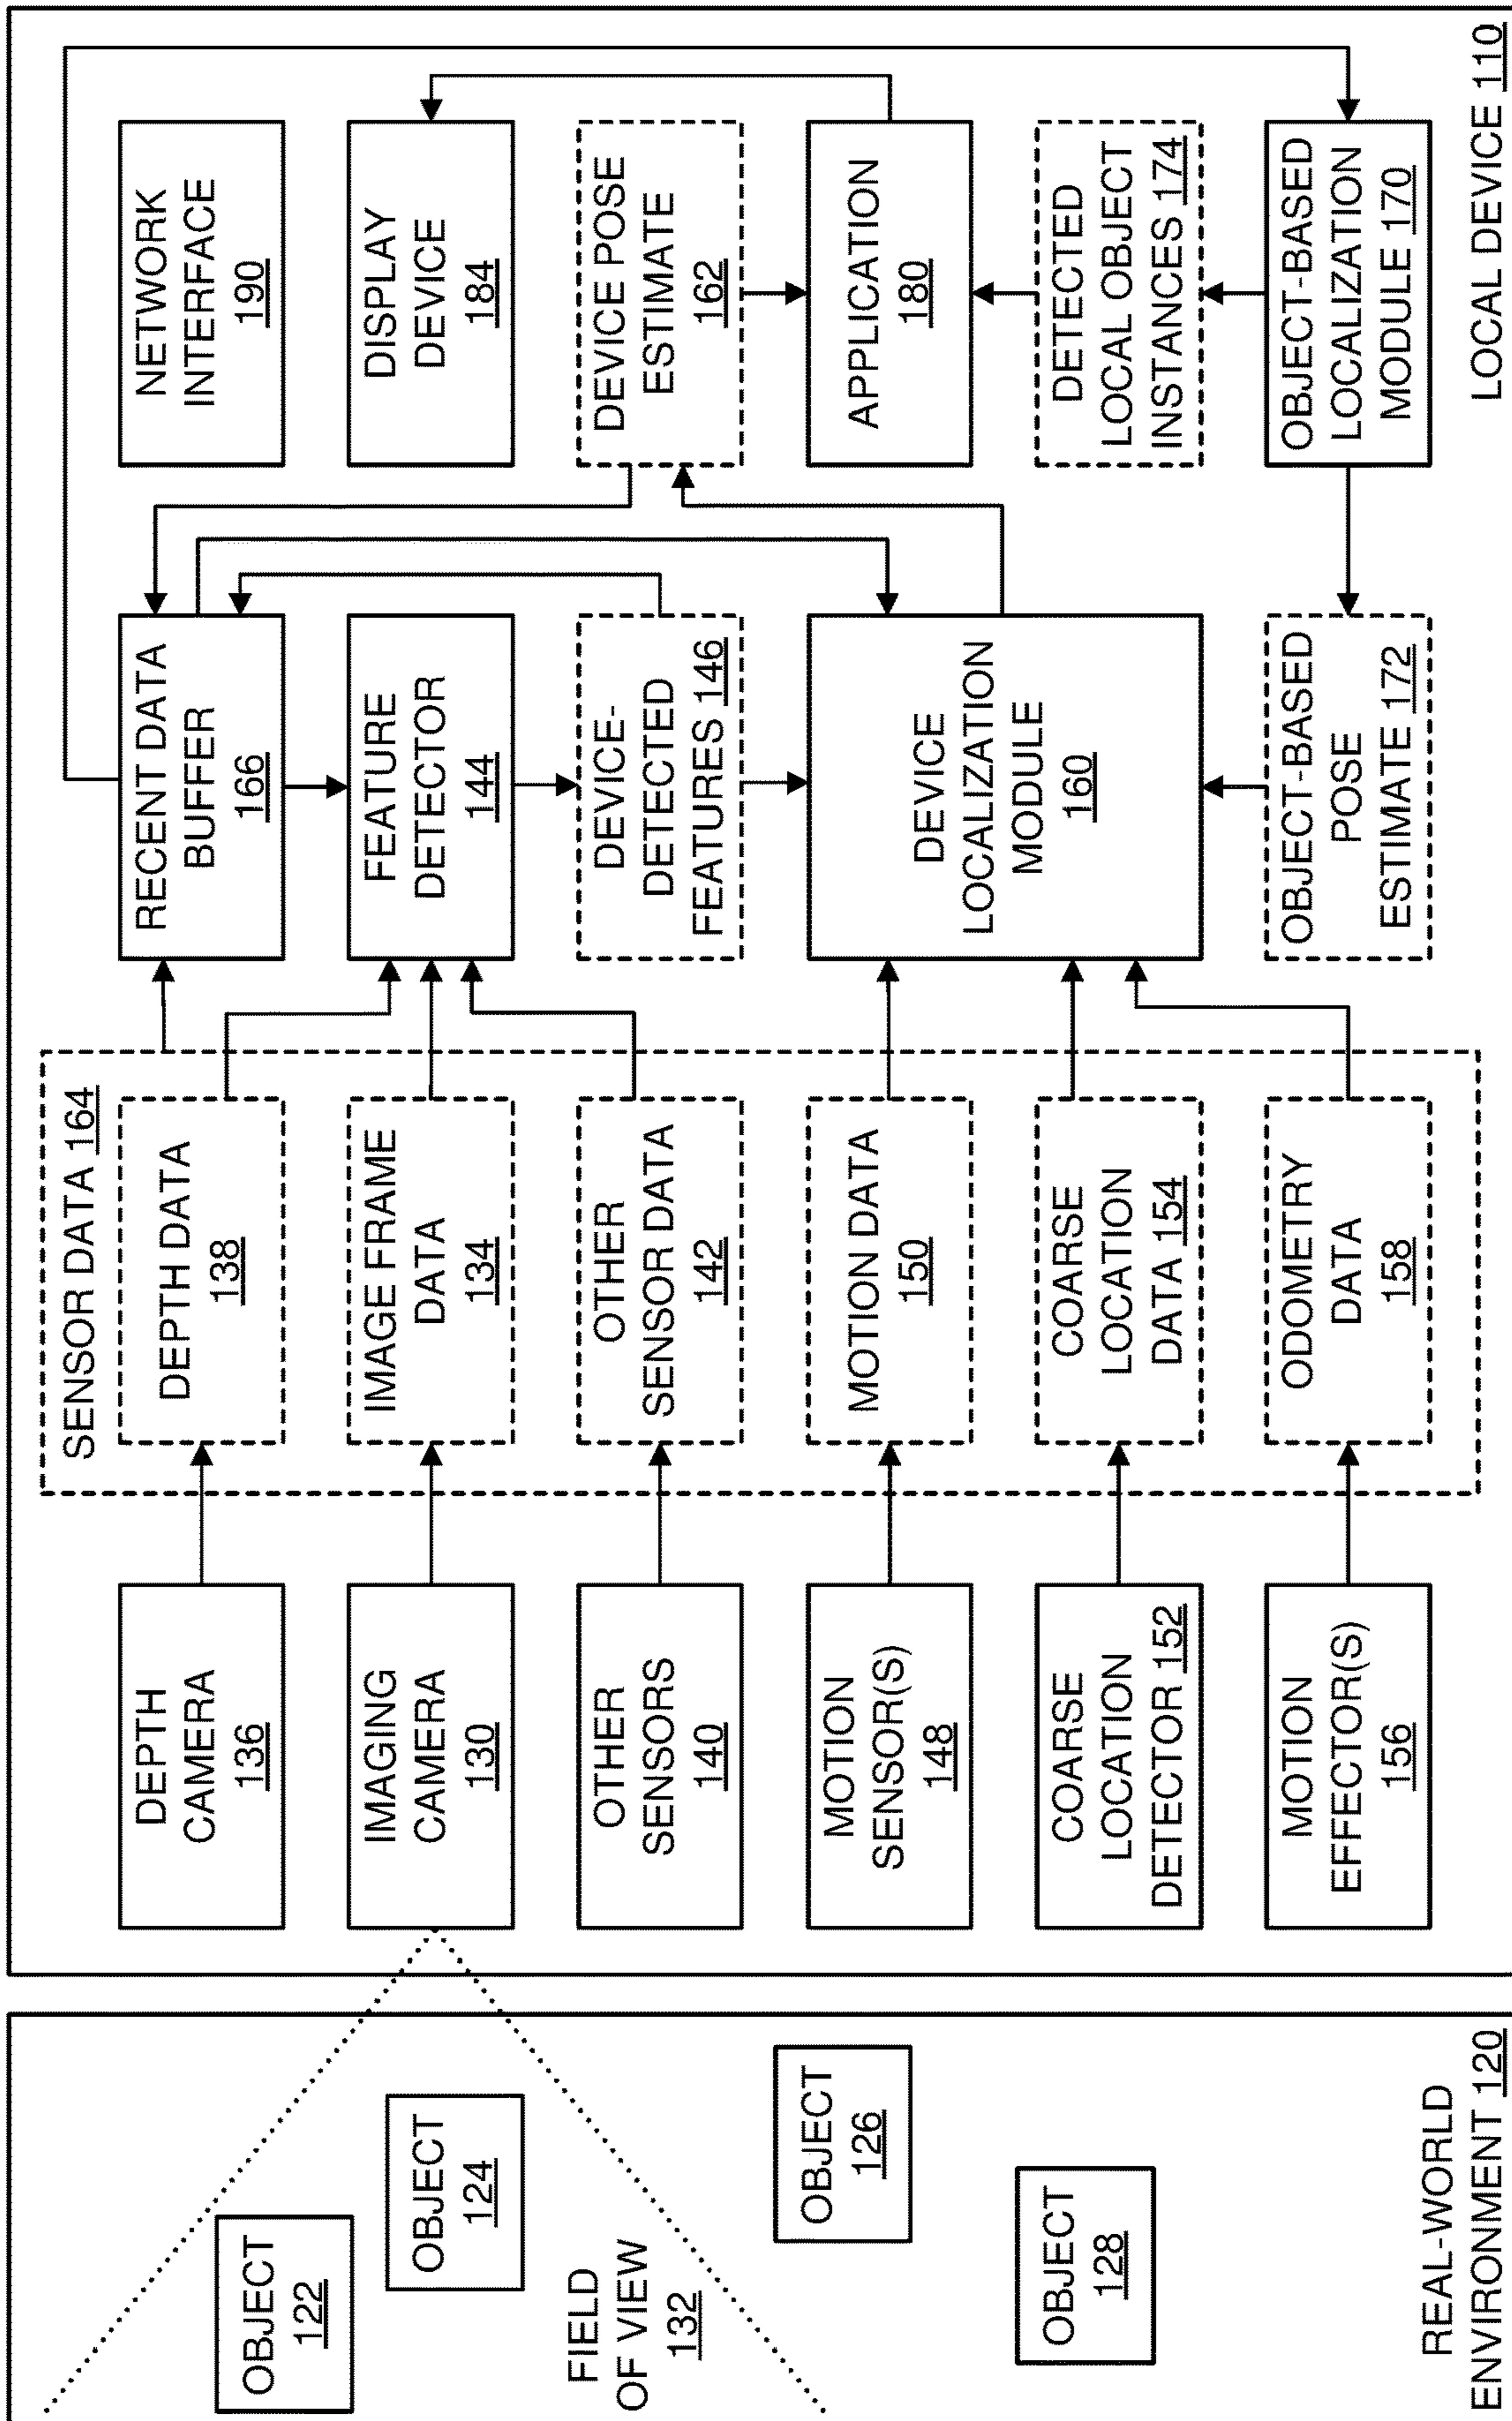 REAL-WORLD
ENVIRONMENT 120
OBJECT
122
OBJECT
124
FIELD
OF VIEW
132
OBJECT
126
OBJECT
128
LOCAL DEVICE 110
DEPTH
CAMERA
136
IMAGING
CAMERA
130
OTHER
SENSORS
140
MOTION
SENSOR(S)
148
COARSE
LOCATION
DETECTOR 152
MOTION
EFFECTOR(S)
156
SENSOR DATA 164
DEPTH DATA
138
IMAGE FRAME
DATA
134
OTHER
SENSOR DATA
142
MOTION DATA
150
COARSE
LOCATION
DATA 154
ODOMETRY
DATA
158
RECENT DATA
BUFFER
166
FEATURE
DETECTOR
144
DEVICE-
DETECTED
FEATURES 146
DEVICE
LOCALIZATION
MODULE
160
OBJECT-BASED
POSE
ESTIMATE 172
NETWORK
INTERFACE
190
DISPLAY
DEVICE
184
DEVICE POSE
ESTIMATE
162
APPLICATION
180
DETECTED
LOCAL OBJECT
INSTANCES 174
OBJECT-BASED
LOCALIZATION
MODULE 170